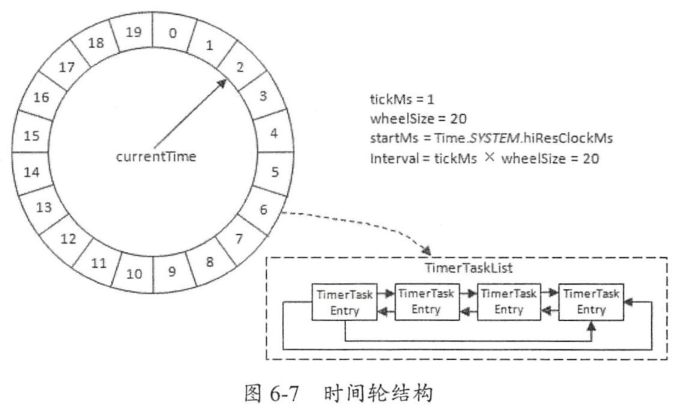 0
1
2
3
4
5
6
7
8
9
10
11
12
13
14
15
16
17
18
19
currentTime
tickMs = 1
wheelSize = 20
startMs = Time.SYSTEM.hiResClockMs
Interval = tickMs × wheelSize = 20
TimerTaskList
TimerTask
Entry
TimerTask
Entry
TimerTask
Entry
TimerTask
Entry
图 6-7 时间轮结构